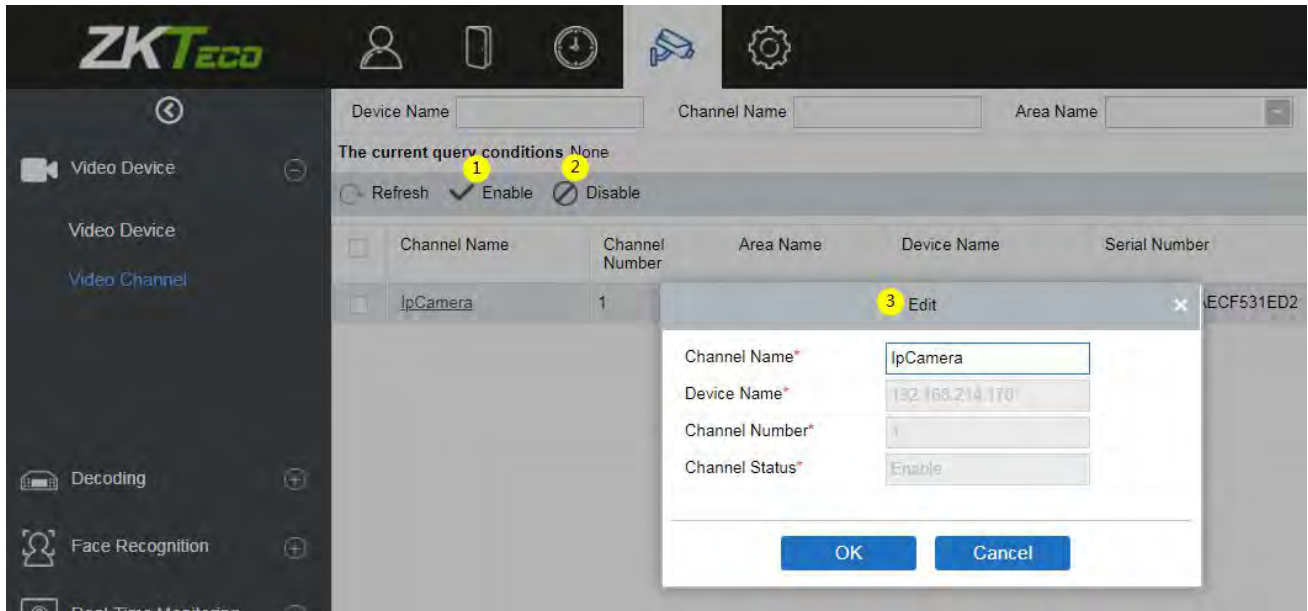 ZKTECO
Device Name Channel Name Area Name
The current query conditions None
1 2
Refresh Enable Disable
Video Device
Video Device
Video Channel
Channel Name Channel Number Area Name Device Name Serial Number
IpCamera 1 ECF531ED2
3 Edit
Channel Name* IpCamera
Device Name* 192.168.214.170
Channel Number* 1
Channel Status* Enable
OK Cancel
Decoding
Face Recognition
Real-Time Monitoring